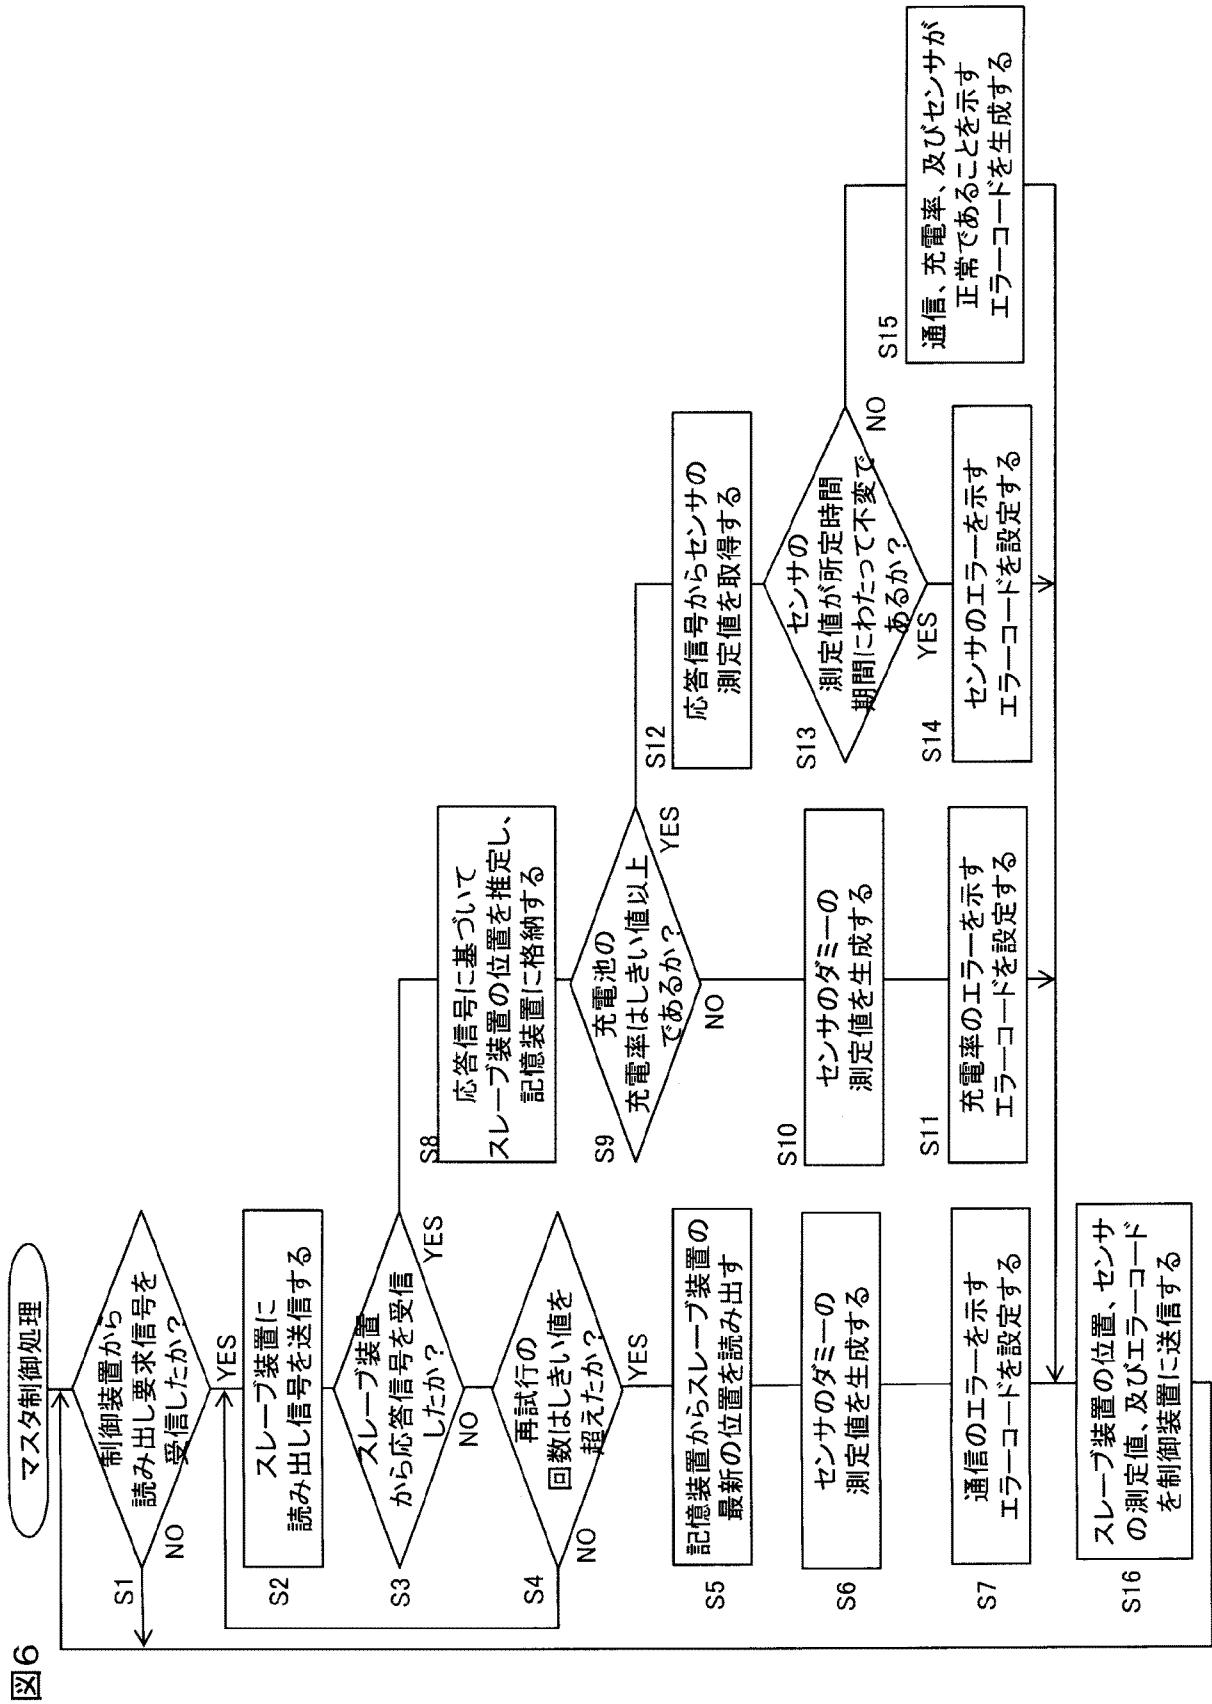 図6
マスタ制御処理
S1
制御装置から
読み出し要求信号を
受信したか?
NO
YES
S2
スレーブ装置に
読み出し信号を送信する
S3
スレーブ装置
から応答信号を受信
したか?
NO
YES
S4
再試行の
回数はしきい値を
超えたか?
NO
YES
S5
記憶装置からスレーブ装置の
最新の位置を読み出す
S6
センサのダミーの
測定値を生成する
S7
通信のエラーを示す
エラーコードを設定する
S8
応答信号に基づいて
スレーブ装置の位置を推定し、
記憶装置に格納する
S9
充電池の
充電率はしきい値以上
であるか?
YES
NO
S10
センサのダミーの
測定値を生成する
S11
充電率のエラーを示す
エラーコードを設定する
S12
応答信号からセンサの
測定値を取得する
S13
センサの
測定値が所定時間
期間にわたって不変で
あるか?
NO
YES
S14
センサのエラーを示す
エラーコードを設定する
S15
通信、充電率、及びセンサが
正常であることを示す
エラーコードを生成する
S16
スレーブ装置の位置、センサ
の測定値、及びエラーコード
を制御装置に送信する